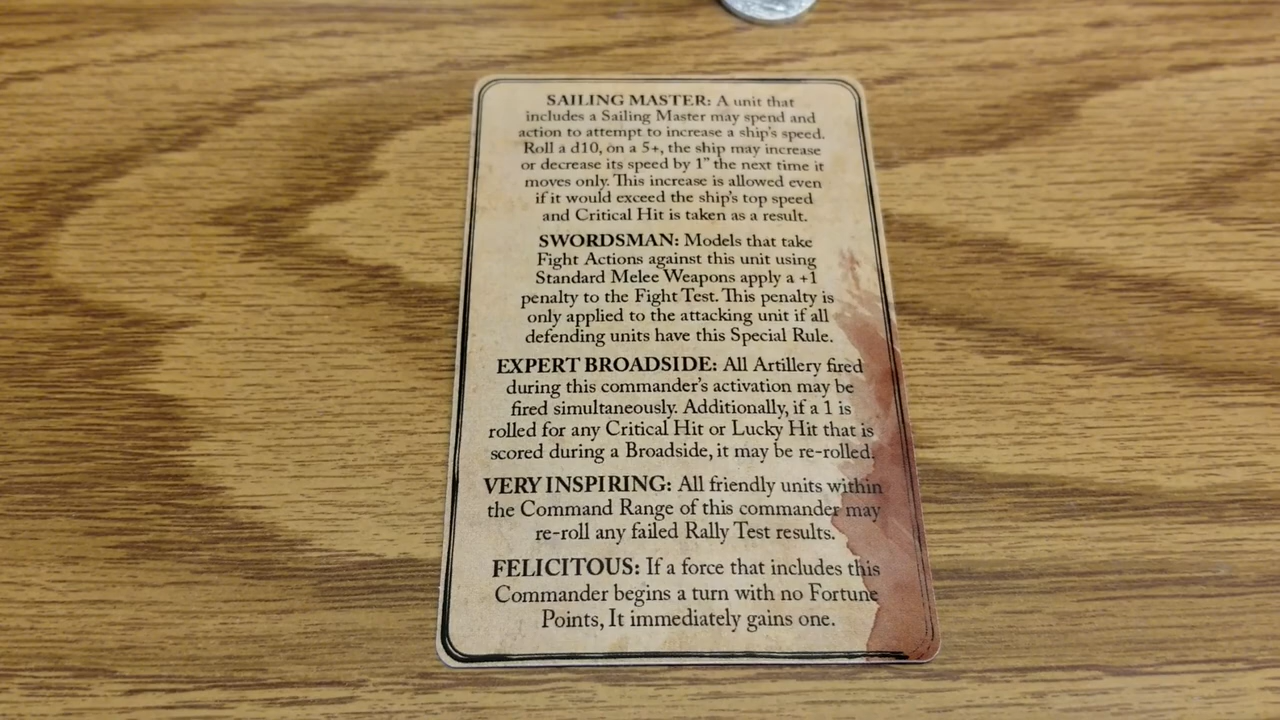 SAILING MASTER: A unit that
includes a Sailing Master may spend and
action to attempt to increase a ship's speed.
Roll a d10, on a 5+, the ship may increase
or decrease its speed by 1" the next time it
moves only. This increase is allowed even
if it would exceed the ship's top speed
and Critical Hit is taken as a result.
SWORDSMAN: Models that take
Fight Actions against this unit using
Standard Melee Weapons apply a +1
penalty to the Fight Test. This penalty is
only applied to the attacking unit if all
defending units have this Special Rule.
EXPERT BROADSIDE: All Artillery fired
during this commander's activation may be
fired simultaneously. Additionally, if a 1 is
rolled for any Critical Hit or Lucky Hit that is
scored during a Broadside, it may be re-rolled.
VERY INSPIRING: All friendly units within
the Command Range of this commander may
re-roll any failed Rally Test results.
FELICITOUS: If a force that includes this
Commander begins a turn with no Fortune
Points, It immediately gains one.